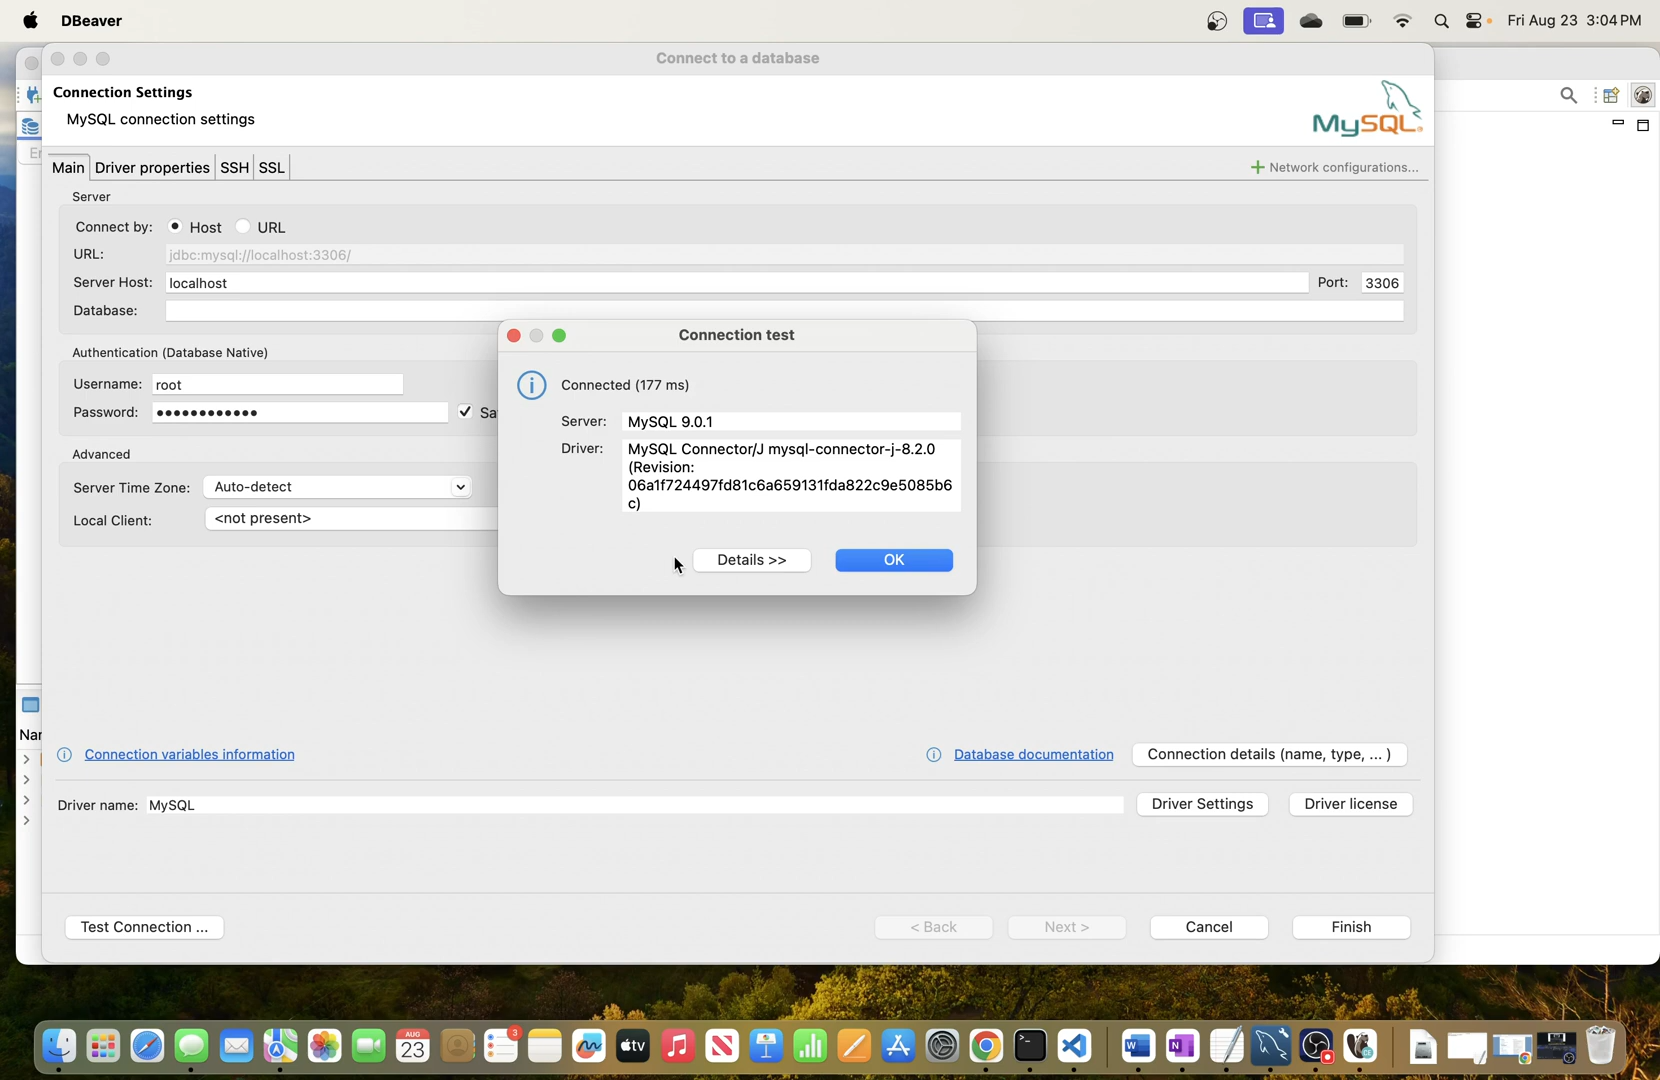 DBeaver
Fri Aug 23 3:04 PM
Connect to a database
Connection Settings
MySQL connection settings
MySQL
Main
Driver properties
SSH
SSL
Network configurations...
Server
Connect by:
Host
URL
URL:
jdbc:mysql://localhost:3306/
Server Host:
localhost
Port:
3306
Database:
Authentication (Database Native)
Username:
root
Password:
••••••••••••
Advanced
Server Time Zone:
Auto-detect
Local Client:
<not present>
Connection test
Connected (177 ms)
Server:
MySQL 9.0.1
Driver:
MySQL Connector/J mysql-connector-j-8.2.0
(Revision:
06a1f724497fd81c6a659131fda822c9e5085b6
c)
Details >>
OK
Connection variables information
Database documentation
Connection details (name, type, ... )
Driver name:
MySQL
Driver Settings
Driver license
Test Connection ...
< Back
Next >
Cancel
Finish
AUG
23
3
tv